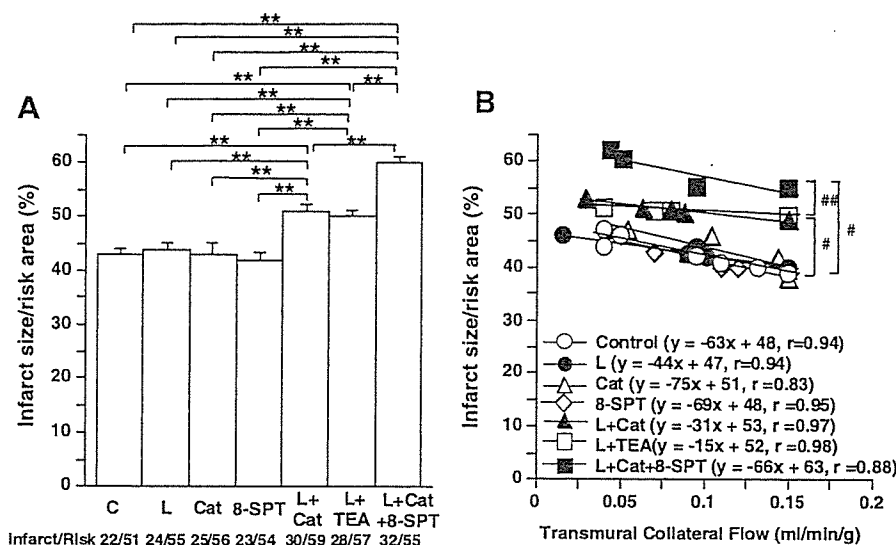 A
**
**
**
**
**
**
**
**
**
**
**
**
**
**
Infarct size/risk area (%)
60
50
40
30
20
10
0
C L Cat 8-SPT L+ Cat L+ TEA L+Cat +8-SPT
Infarct/Risk 22/51 24/55 25/56 23/54 30/59 28/57 32/55
B
Infarct size/risk area (%)
60
50
40
30
20
10
0
##
#
#
Control (y = -63x + 48, r=0.94)
L (y = -44x + 47, r=0.94)
Cat (y = -75x + 51, r =0.83)
8-SPT (y = -69x + 48, r =0.95)
L+Cat (y = -31x + 53, r =0.97)
L+TEA(y = -15x + 52, r =0.98)
L+Cat+8-SPT (y = -66x + 63, r =0.88)
0 0.05 0.1 0.15 0.2
Transmural Collateral Flow (ml/min/g)